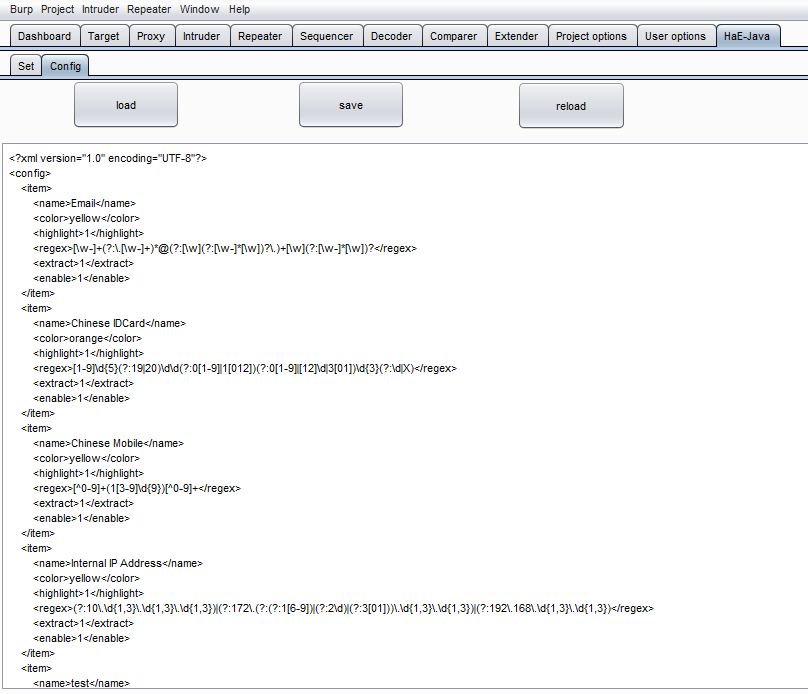 Burp Project Intruder Repeater Window Help
Dashboard Target Proxy Intruder Repeater Sequencer Decoder Comparer Extender Project options User options HaE-Java
Set Config
load save reload
<?xml version="1.0" encoding="UTF-8"?>
<config>
<item>
<name>Email</name>
<color>yellow</color>
<highlight>1</highlight>
<regex>[\w-]+(?:\.[\w-]+)*@(?:[\w](?:[\w-]*[\w])?\.)+[\w](?:[\w-]*[\w])?</regex>
<extract>1</extract>
<enable>1</enable>
</item>
<item>
<name>Chinese IDCard</name>
<color>orange</color>
<highlight>1</highlight>
<regex>[1-9]\d{5}(?:19|20)\d\d(?:0[1-9]|1[012])(?:0[1-9]|[12]\d|3[01])\d{3}(?:\d|X)</regex>
<extract>1</extract>
<enable>1</enable>
</item>
<item>
<name>Chinese Mobile</name>
<color>yellow</color>
<highlight>1</highlight>
<regex>[^0-9]+(1[3-9]\d{9})[^0-9]+</regex>
<extract>1</extract>
<enable>1</enable>
</item>
<item>
<name>Internal IP Address</name>
<color>yellow</color>
<highlight>1</highlight>
<regex>(?:10\.\d{1,3}\.\d{1,3}\.\d{1,3})|(?:172\.(?:(?:1[6-9])|(?:2\d)|(?:3[01]))\.\d{1,3}\.\d{1,3})|(?:192\.168\.\d{1,3}\.\d{1,3})</regex>
<extract>1</extract>
<enable>1</enable>
</item>
<item>
<name>test</name>